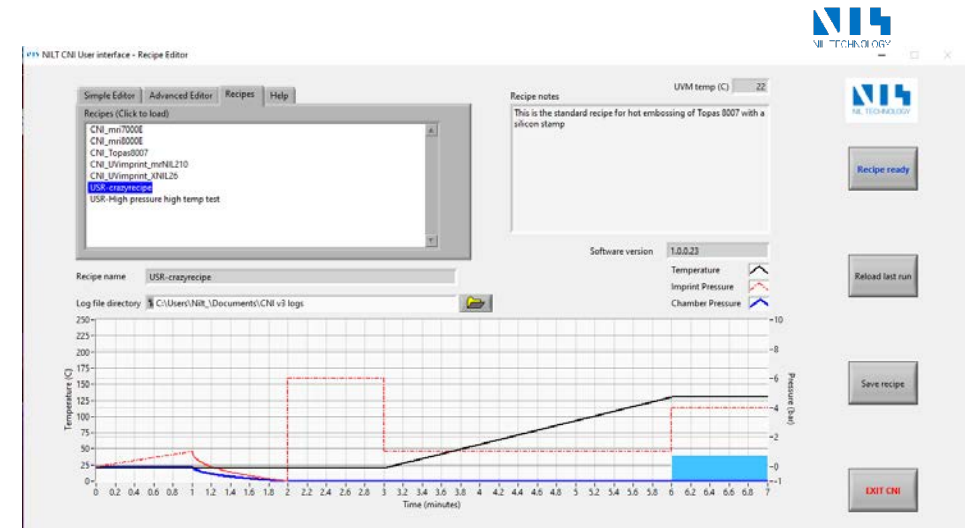 NIL TECHNOLOGY
NILT CNI User interface - Recipe Editor
Simple Editor Advanced Editor Recipes Help
Recipes (Click to load)
CNI_mri7000E
CNI_mri8000E
CNI_Topas8007
CNI_UVimprint_mrNIL210
CNI_UVimprint_XNIL26
USR-crazyrecipe
USR-High pressure high temp test
UVM temp (C) 22
Recipe notes
This is the standard recipe for hot embossing of Topas 8007 with a
silicon stamp
NIL TECHNOLOGY
Recipe ready
Software version 1.0.0.23
Recipe name USR-crazyrecipe
Log file directory C:\Users\Nilt_\Documents\CNI v3 logs
Temperature
Imprint Pressure
Chamber Pressure
Reload last run
Save recipe
EXIT CNI
Temperature (C)
250
225
200
175
150
125
100
75
50
25
0
Pressure (bar)
10
8
6
4
2
0
-1
0 0.2 0.4 0.6 0.8 1 1.2 1.4 1.6 1.8 2 2.2 2.4 2.6 2.8 3 3.2 3.4 3.6 3.8 4 4.2 4.4 4.6 4.8 5 5.2 5.4 5.6 5.8 6 6.2 6.4 6.6 6.8 7
Time (minutes)